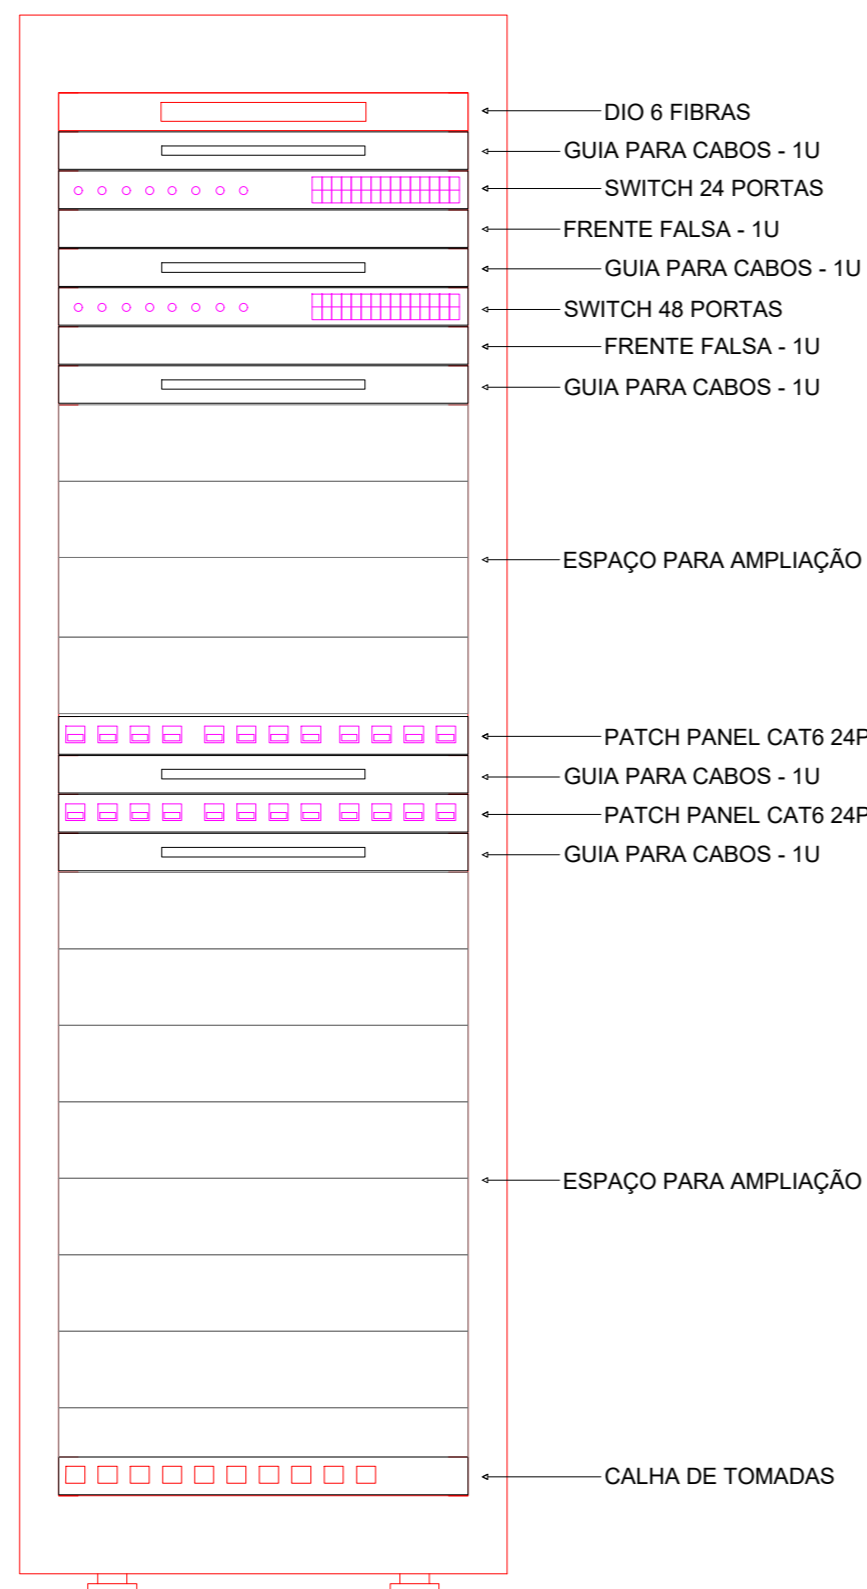 DIO 6 FIBRAS
GUIA PARA CABOS - 1U
SWITCH 24 PORTAS
FRENTE FALSA - 1U
GUIA PARA CABOS - 1U
SWITCH 48 PORTAS
FRENTE FALSA - 1U
GUIA PARA CABOS - 1U
ESPAÇO PARA AMPLIAÇÃO
PATCH PANEL CAT6 24P
GUIA PARA CABOS - 1U
PATCH PANEL CAT6 24P
GUIA PARA CABOS - 1U
ESPAÇO PARA AMPLIAÇÃO
CALHA DE TOMADAS